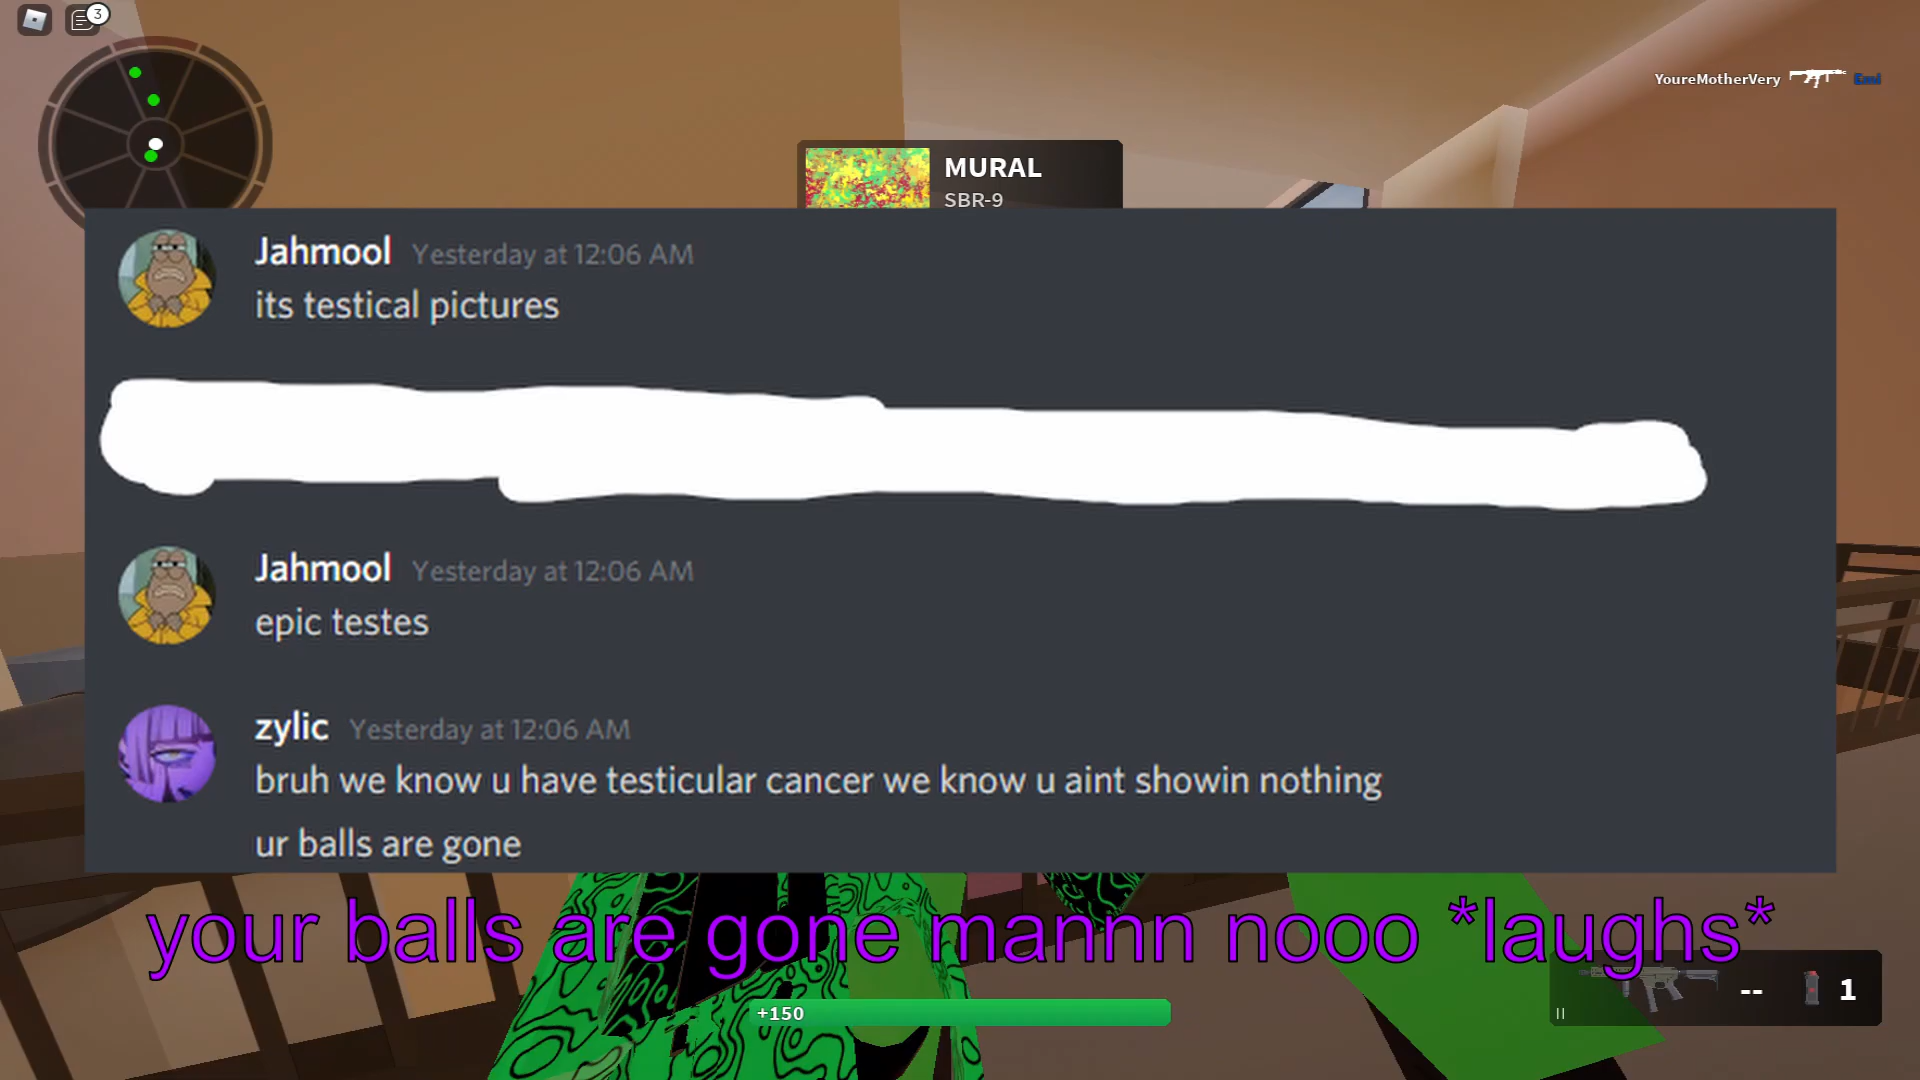 3
YoureMotherVery
MURAL
SBR-9
Jahmool Yesterday at 12:06 AM
its testical pictures
Jahmool Yesterday at 12:06 AM
epic testes
zylic Yesterday at 12:06 AM
bruh we know u have testicular cancer we know u aint showin nothing
ur balls are gone
your balls are gone mannn nooo *laughs*
+150
II
-- 1